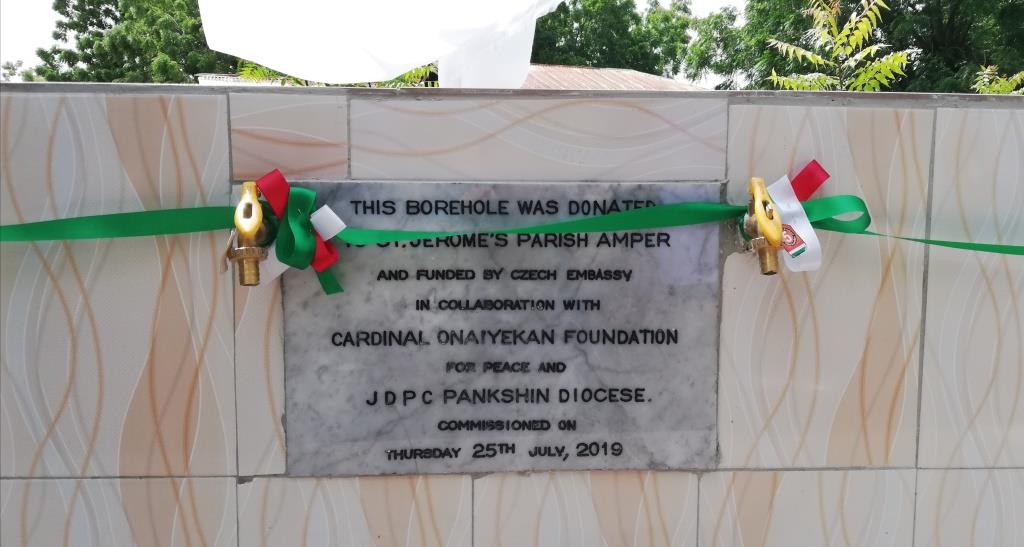 THIS BOREHOLE WAS DONATED
TO ST. JEROME'S PARISH AMPER
AND FUNDED BY CZECH EMBASSY
IN COLLABORATION WITH
CARDINAL ONAIYEKAN FOUNDATION
FOR PEACE AND
JDPC PANKSHIN DIOCESE.
COMMISSIONED ON
THURSDAY 25TH JULY, 2019